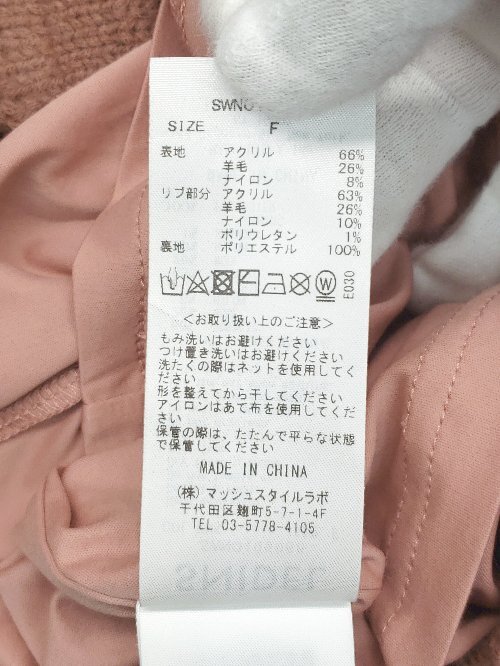 SIZE F
表地 アクリル 66%
羊毛 26%
ナイロン 8%
リブ部分 アクリル 63%
羊毛 26%
ナイロン 10%
ポリウレタン 1%
裏地 ポリエステル 100%
W E030
<お取り扱い上のご注意>
もみ洗いはお避けください
つけ置き洗いはお避けください
洗たくの際はネットを使用してく
ださい
形を整えてから干してください
アイロンはあて布を使用してくだ
さい
保管の際は、たたんで平らな状態
で保管してください
MADE IN CHINA
(株) マッシュスタイルラボ
千代田区麹町5-7-1-4F
TEL 03-5778-4105